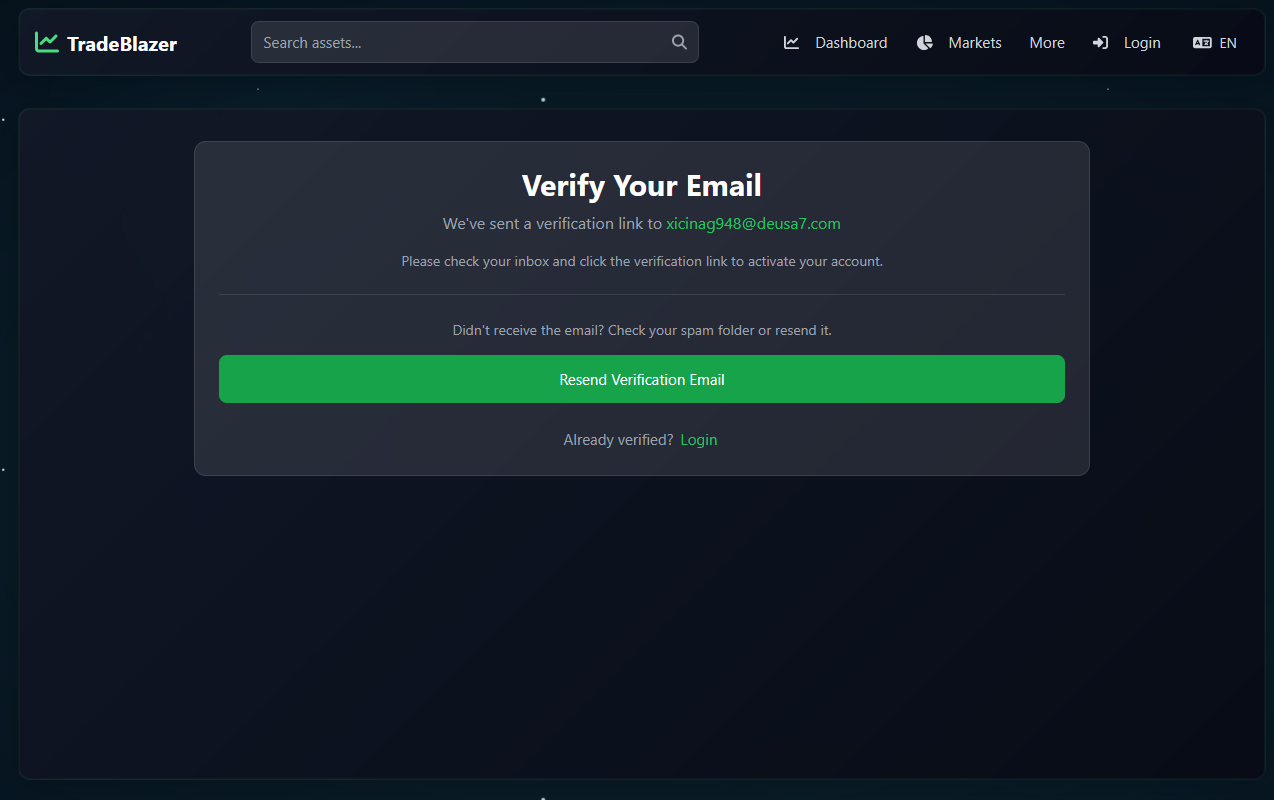 TradeBlazer
Search assets...
Dashboard
Markets
More
Login
EN
Verify Your Email
We've sent a verification link to xicinag948@deusa7.com
Please check your inbox and click the verification link to activate your account.
Didn't receive the email? Check your spam folder or resend it.
Resend Verification Email
Already verified? Login